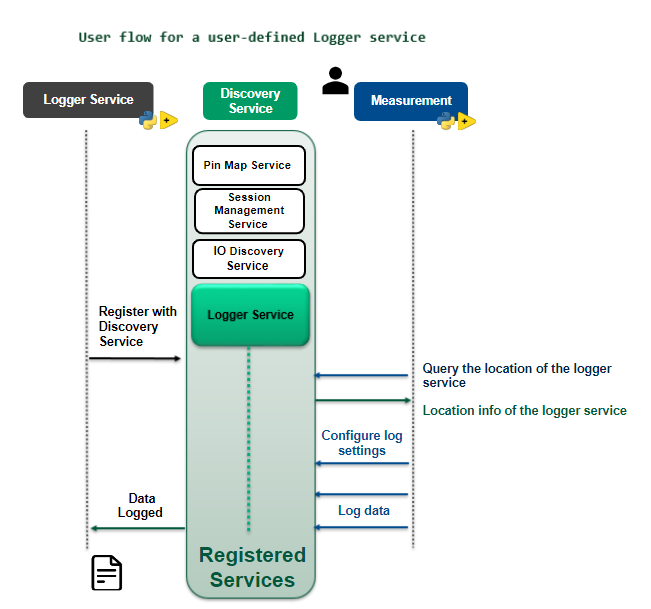 User flow for a user-defined Logger service
Logger Service
Discovery
Service
Measurement
Pin Map Service
Session
Management
Service
IO Discovery
Service
Logger Service
Register with
Discovery
Service
Query the location of the logger
service
Location info of the logger service
Configure log
settings
Data
Logged
Log data
Registered
Services